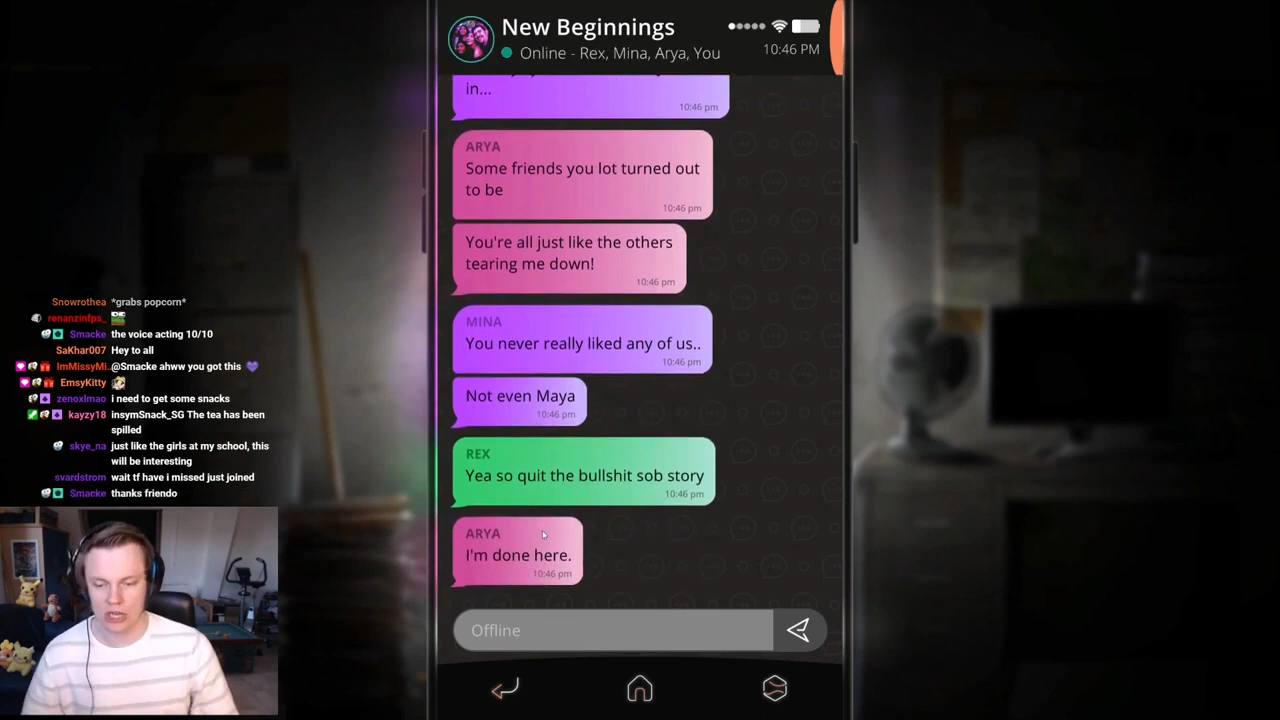 New Beginnings
Online - Rex, Mina, Arya, You
10:46 PM
in...
10:46 pm
ARYA
Some friends you lot turned out
to be
10:46 pm
You're all just like the others
tearing me down!
10:46 pm
MINA
You never really liked any of us..
10:46 pm
Not even Maya
10:46 pm
REX
Yea so quit the bullshit sob story
10:46 pm
ARYA
I'm done here.
10:46 pm
Offline
Snowrothea *grabs popcorn*
renanzinfps_
Smacke the voice acting 10/10
SaKhar007 Hey to all
ImMissyMi.. @Smacke ahww you got this 💜
EmsyKitty
zenoxlmao i need to get some snacks
kayzy18 insymSnack_SG The tea has been
spilled
skye_na just like the girls at my school, this
will be interesting
svardstrom wait tf have i missed just joined
Smacke thanks friendo